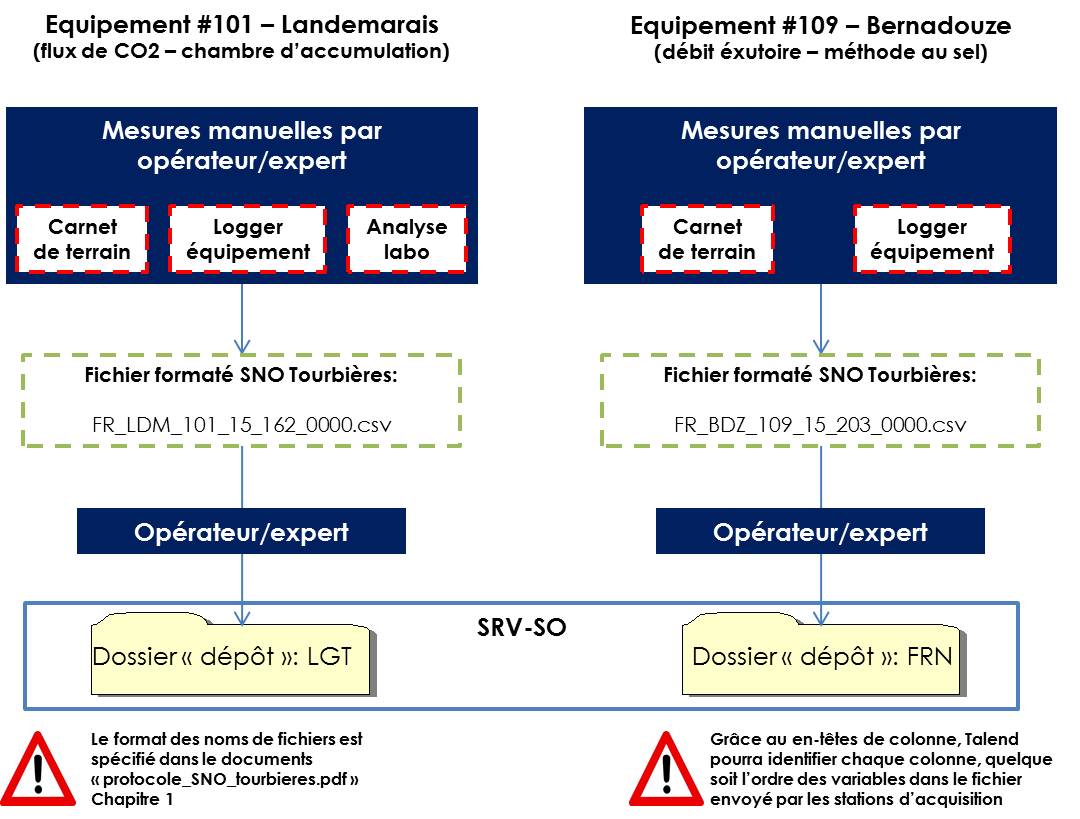 Equipement #101 – Landemarais
(flux de CO2 – chambre d’accumulation)
Mesures manuelles par
opérateur/expert
Carnet
de terrain
Logger
équipement
Analyse
labo
Fichier formaté SNO Tourbières:
FR_LDM_101_15_162_0000.csv
Opérateur/expert
Equipement #109 – Bernadouze
(débit éxutoire – méthode au sel)
Mesures manuelles par
opérateur/expert
Carnet
de terrain
Logger
équipement
Fichier formaté SNO Tourbières:
FR_BDZ_109_15_203_0000.csv
Opérateur/expert
SRV-SO
Dossier « dépôt »: LGT
Dossier « dépôt »: FRN
Le format des noms de fichiers est
spécifié dans le documents
« protocole_SNO_tourbieres.pdf »
Chapitre 1
Grâce au en-têtes de colonne, Talend
pourra identifier chaque colonne, quelque
soit l’ordre des variables dans le fichier
envoyé par les stations d’acquisition